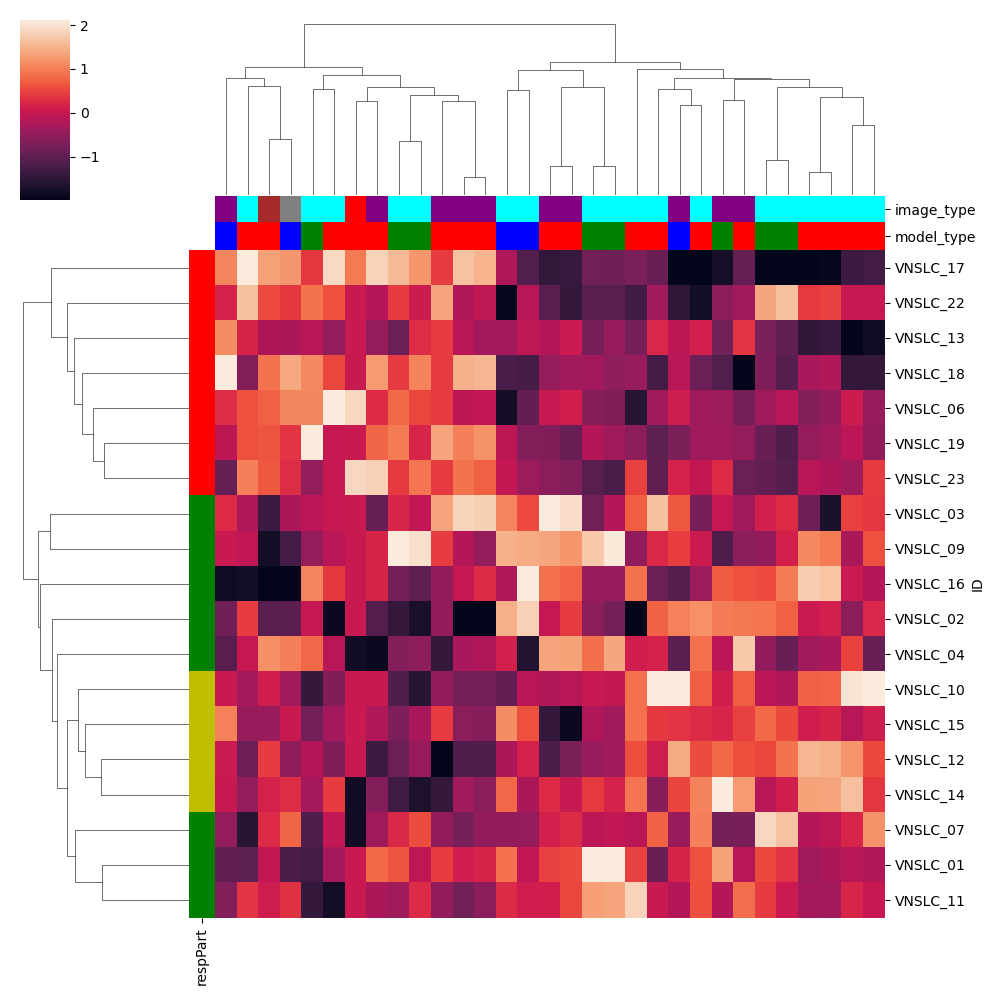 2
1
0
−1
image_type
model_type
VNSLC_17
VNSLC_22
VNSLC_13
VNSLC_18
VNSLC_06
VNSLC_19
VNSLC_23
VNSLC_03
VNSLC_09
VNSLC_16
VNSLC_02
VNSLC_04
VNSLC_10
VNSLC_15
VNSLC_12
VNSLC_14
VNSLC_07
VNSLC_01
VNSLC_11
ID
respPart